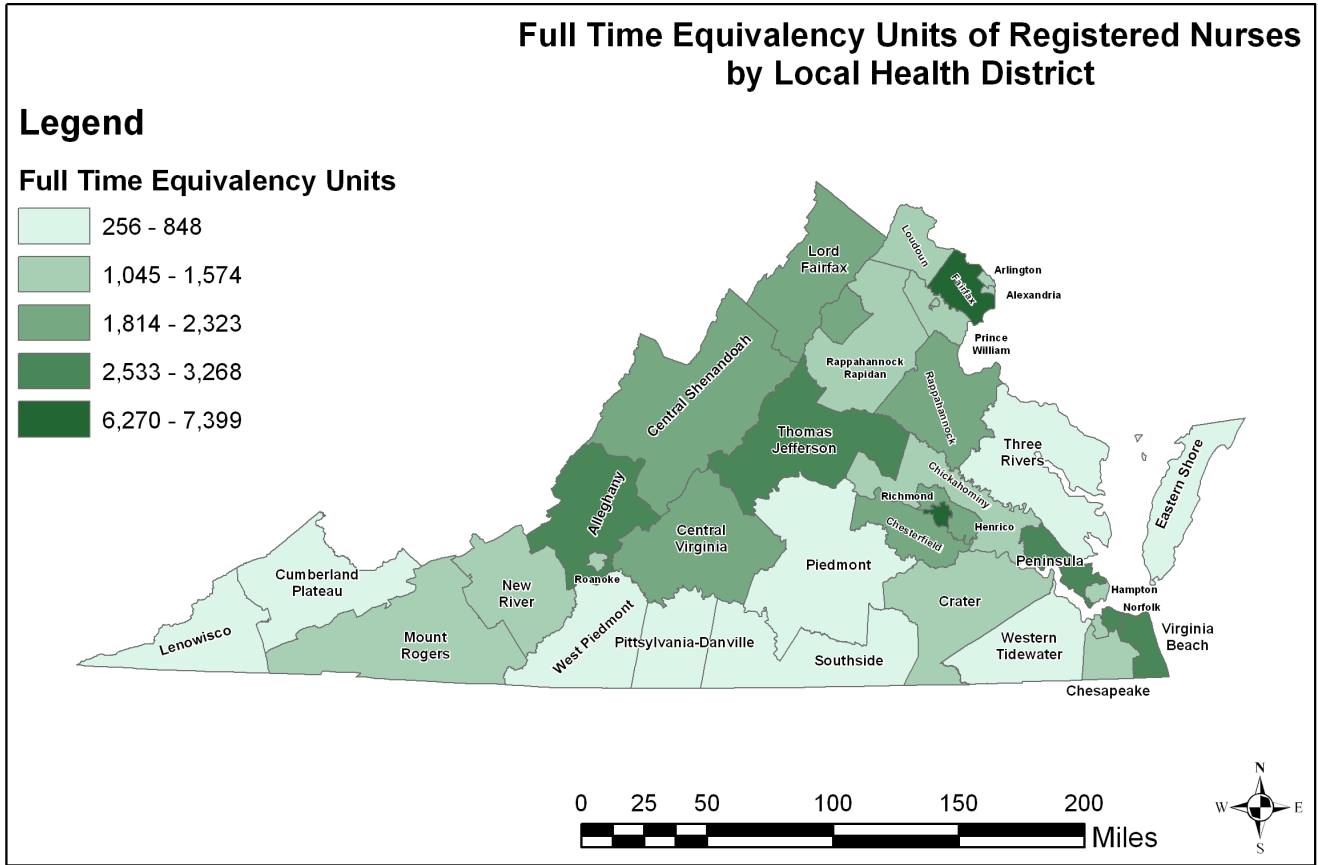 Full Time Equivalency Units of Registered Nurses
by Local Health District
Legend
Full Time Equivalency Units
256 - 848
1,045 - 1,574
1,814 - 2,323
2,533 - 3,268
6,270 - 7,399
Lord
Fairfax
Loudoun
Fairfax
Arlington
Alexandria
Prince
William
Rappahannock
Rapidan
Rappahannock
Central Shenandoah
Thomas
Jefferson
Three
Rivers
Eastern Shore
Alleghany
Central
Virginia
Richmond
Chickahominy
Henrico
Chesterfield
Piedmont
Peninsula
Hampton
Norfolk
Virginia
Beach
Chesapeake
Crater
Western
Tidewater
Southside
Pittsylvania-Danville
West Piedmont
Roanoke
New
River
Mount
Rogers
Cumberland
Plateau
Lenowisco
0 25 50 100 150 200
Miles
N
W E
S